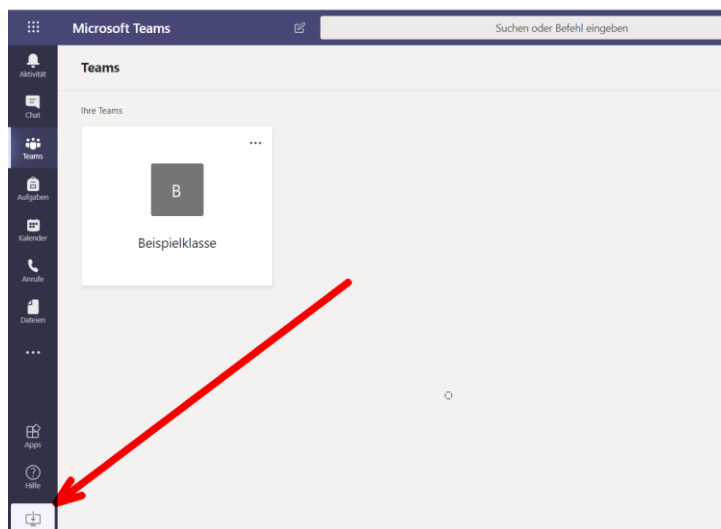 Microsoft Teams
Suchen oder Befehl eingeben
Aktivität
Chat
Teams
Aufgaben
Kalender
Anrufe
Dateien
Apps
Hilfe
Teams
Ihre Teams
B
Beispielklasse